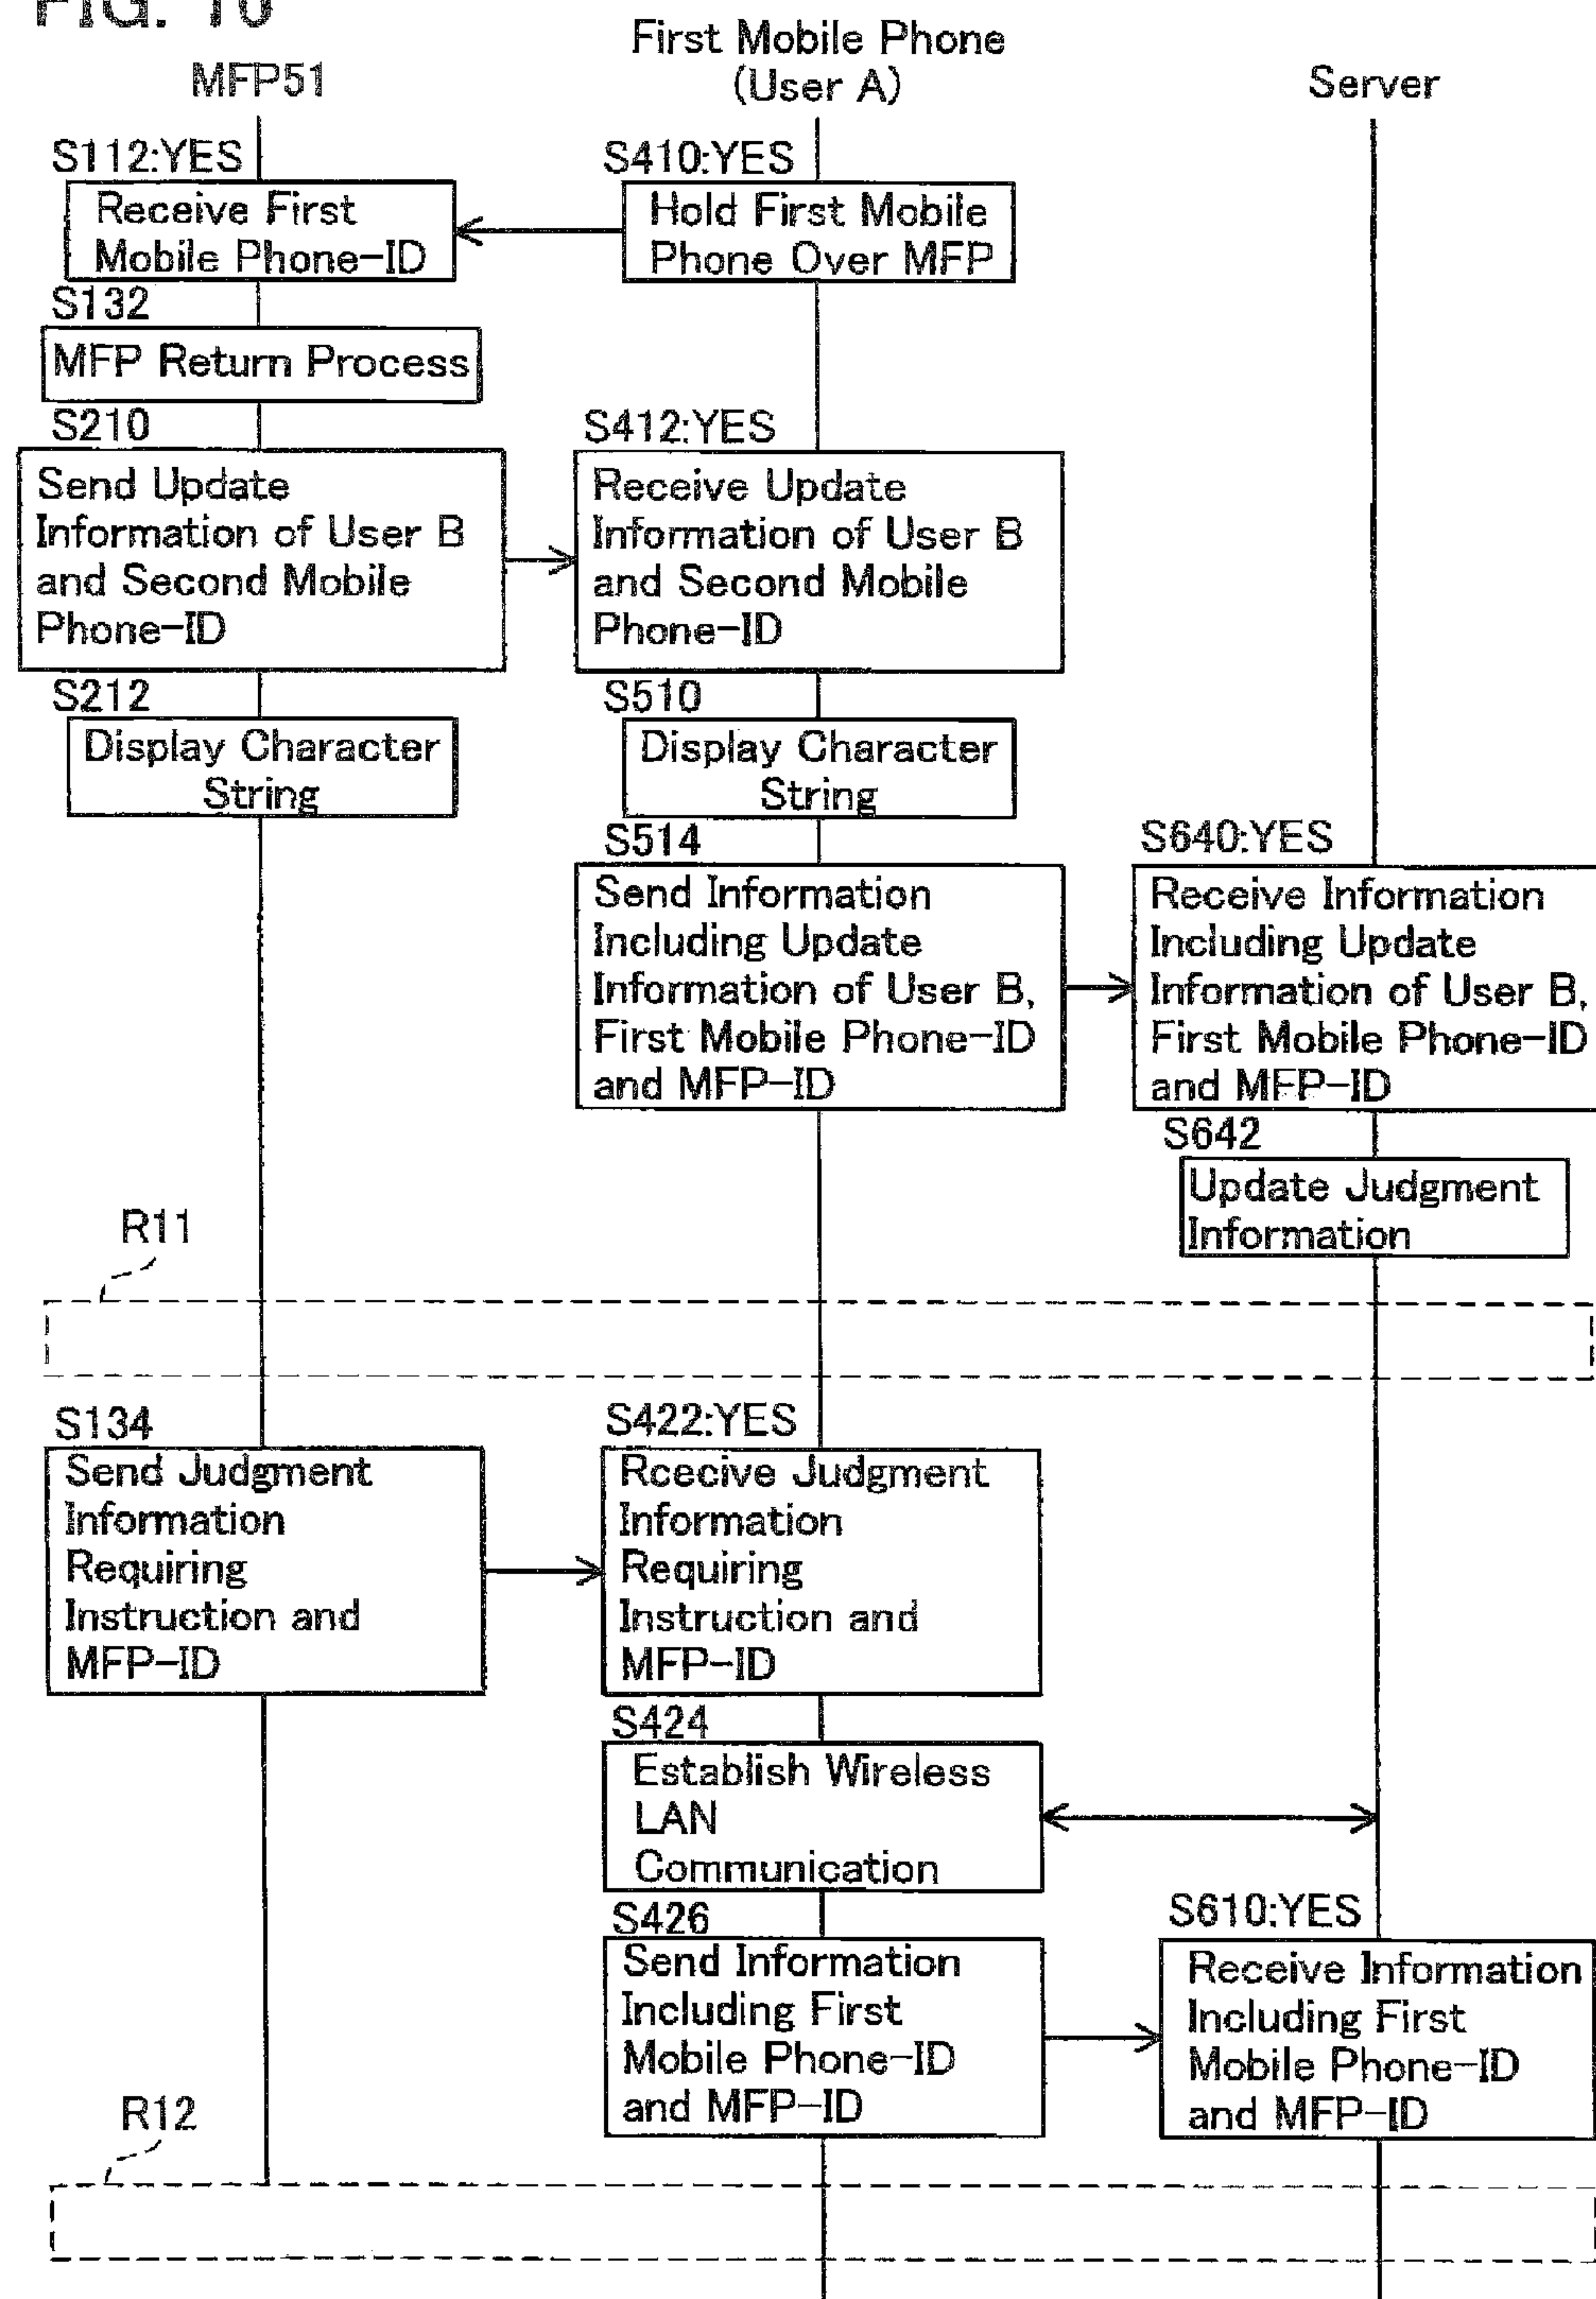 FIG. 10
First Mobile Phone
(User A)
MFP51
Server
S112:YES
S410:YES
Receive First
Mobile Phone-ID
Hold First Mobile
Phone Over MFP
S132
MFP Return Process
S210
S412:YES
Send Update
Information of User B
and Second Mobile
Phone-ID
Receive Update
Information of User B
and Second Mobile
Phone-ID
S212
S510
Display Character
String
Display Character
String
S514
S640:YES
Send Information
Including Update
Information of User B,
First Mobile Phone-ID
and MFP-ID
Receive Information
Including Update
Information of User B,
First Mobile Phone-ID
and MFP-ID
S642
Update Judgment
Information
R11
S134
S422:YES
Send Judgment
Information
Requiring
Instruction and
MFP-ID
Rcecive Judgment
Information
Requiring
Instruction and
MFP-ID
S424
Establish Wireless
LAN
Communication
S426
S610:YES
Send Information
Including First
Mobile Phone-ID
and MFP-ID
Receive Information
Including First
Mobile Phone-ID
and MFP-ID
R12